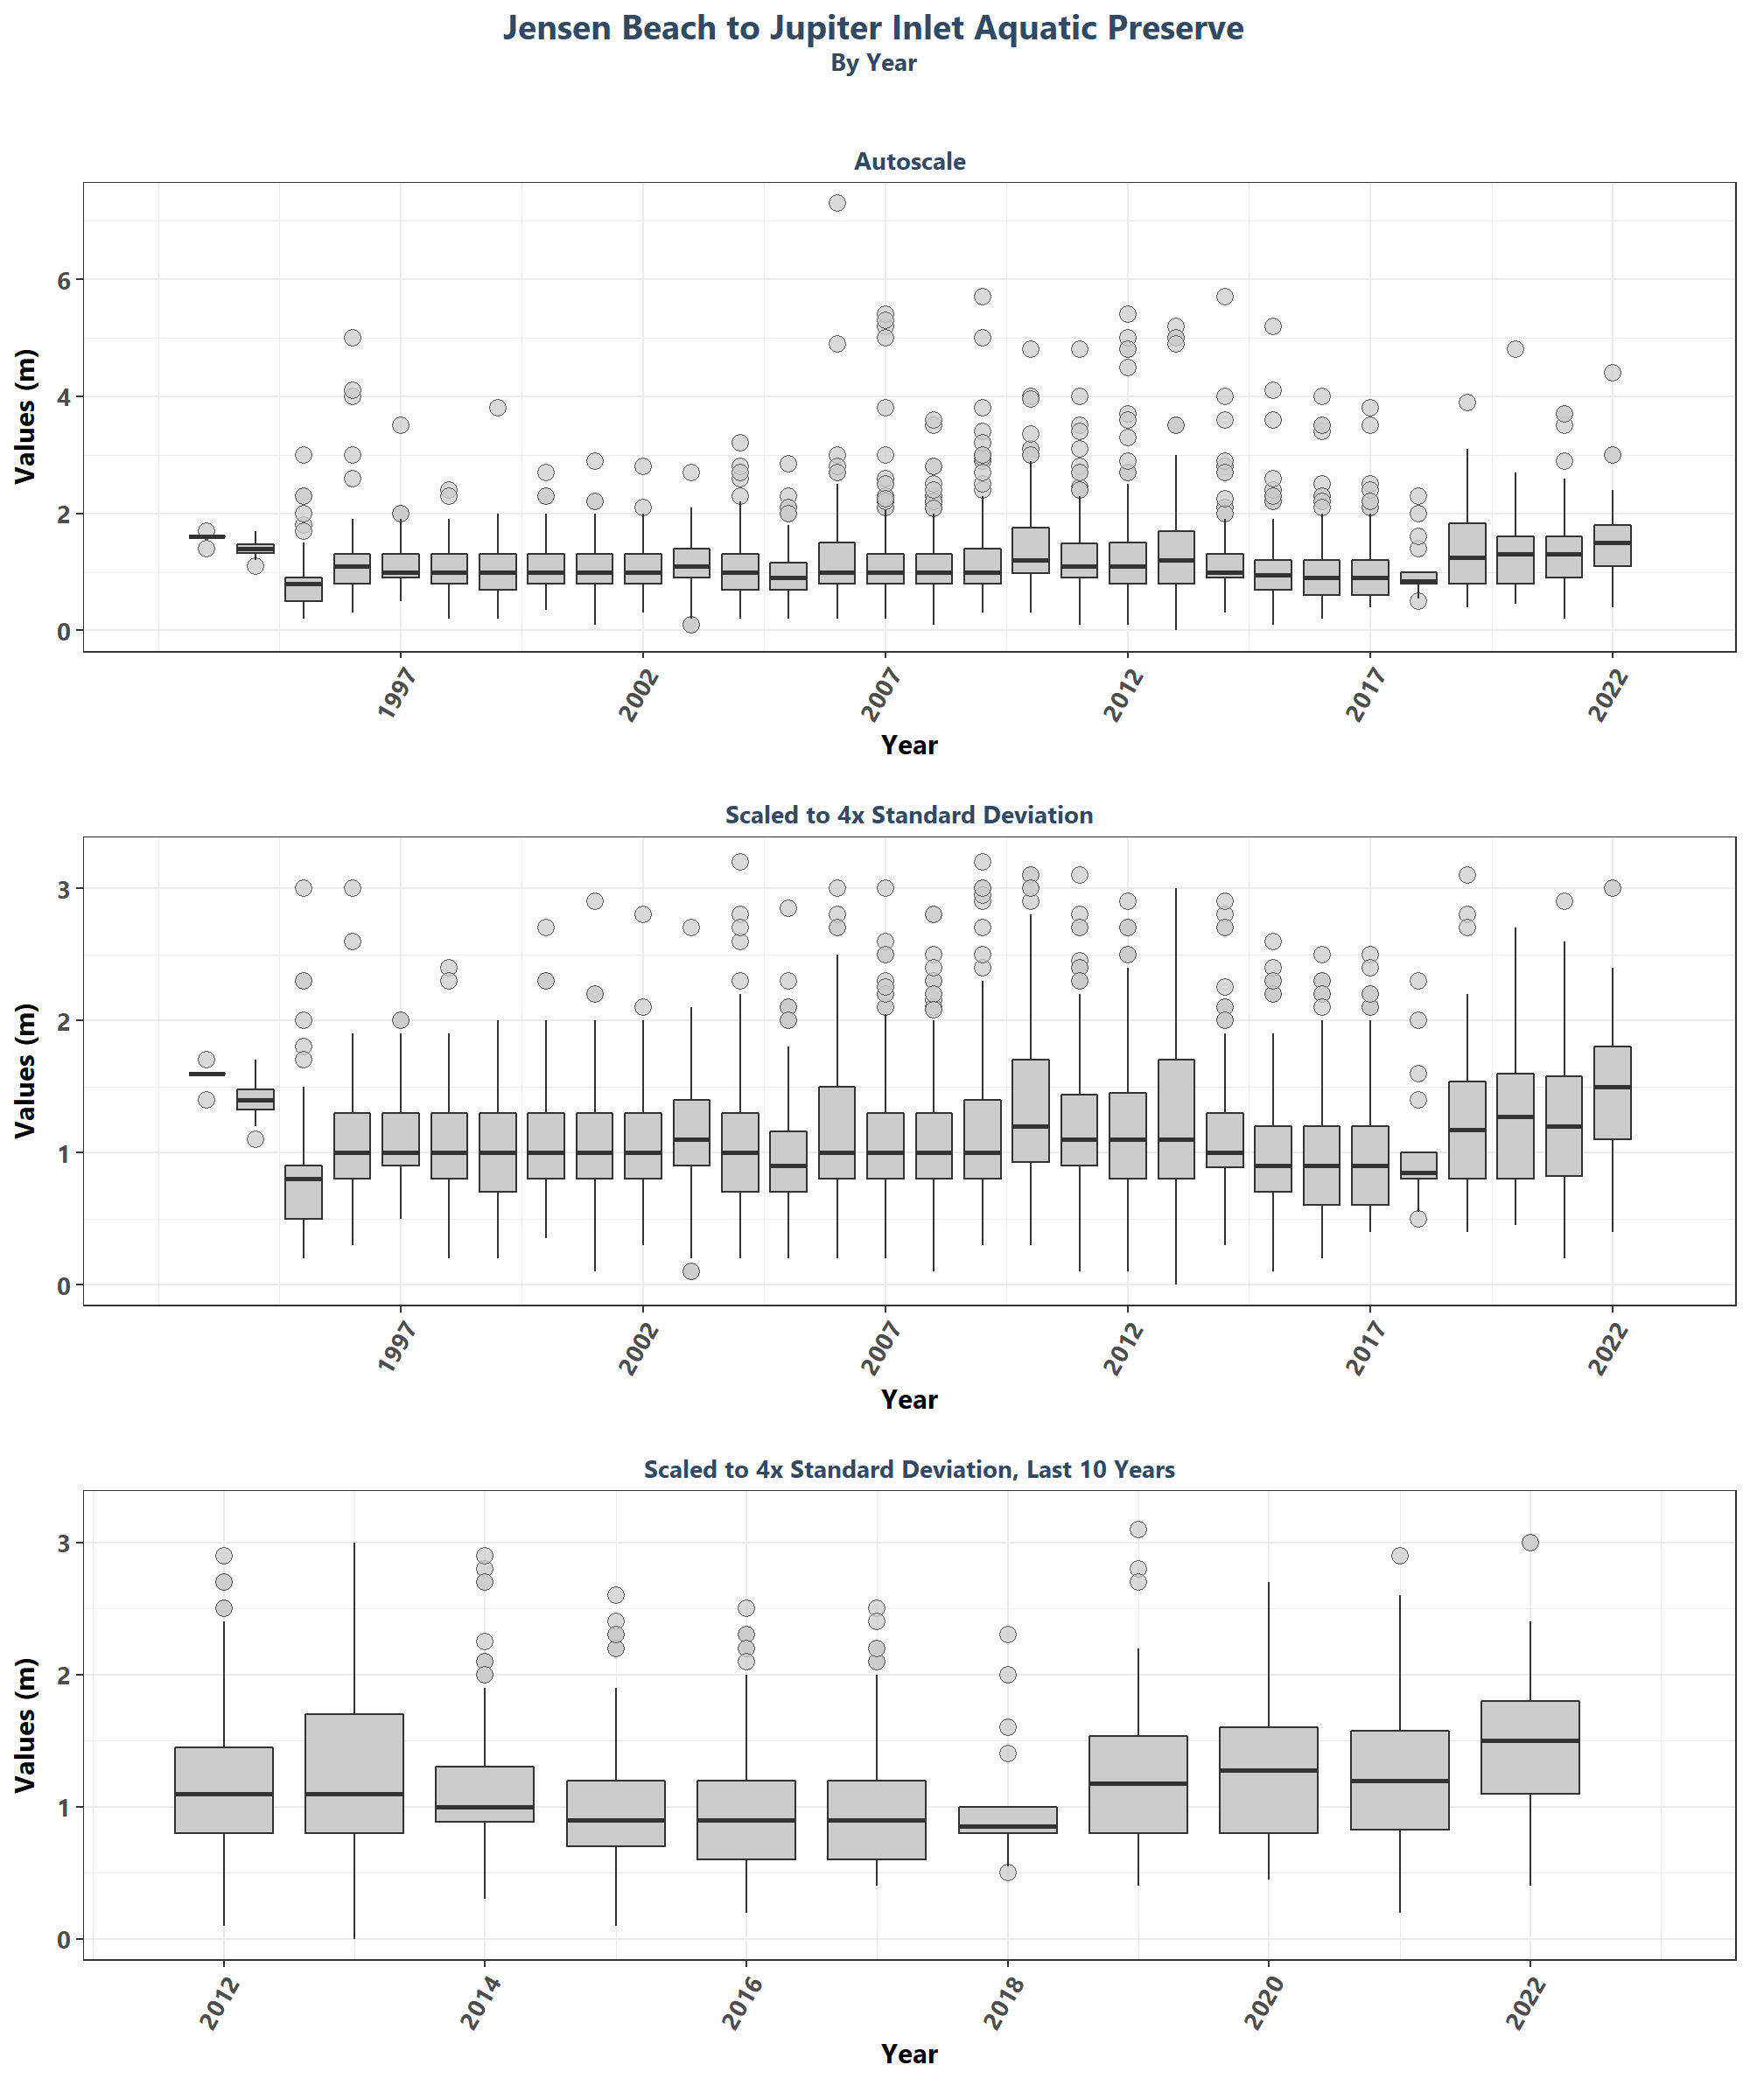 Jensen Beach to Jupiter Inlet Aquatic Preserve
By Year
Autoscale
Values (m)
6
4
2
0
1997 2002 2007 2012 2017 2022
Year
Scaled to 4x Standard Deviation
Values (m)
3
2
1
0
1997 2002 2007 2012 2017 2022
Year
Scaled to 4x Standard Deviation, Last 10 Years
Values (m)
3
2
1
0
2012 2014 2016 2018 2020 2022
Year